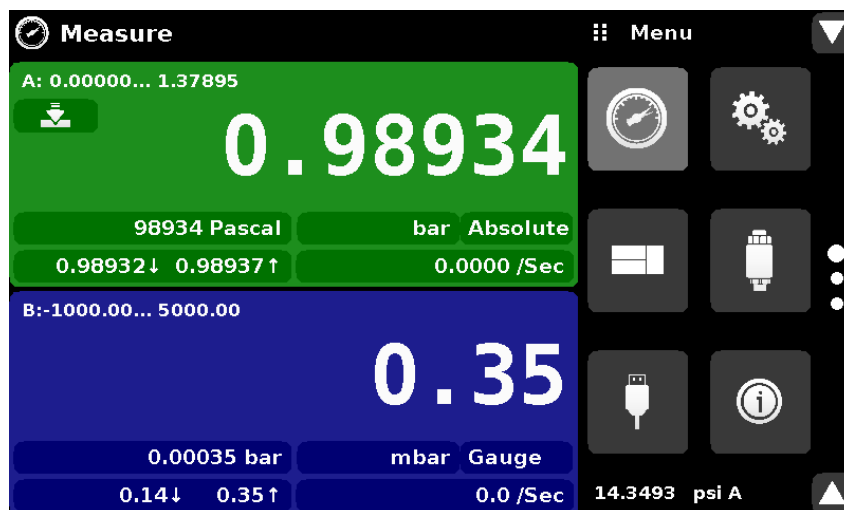 Measure
Menu
A: 0.00000... 1.37895
0.98934
98934 Pascal bar Absolute
0.98932↓ 0.98937↑ 0.0000 /Sec
B:-1000.00... 5000.00
0.35
0.00035 bar mbar Gauge
0.14↓ 0.35↑ 0.0 /Sec
14.3493 psi A